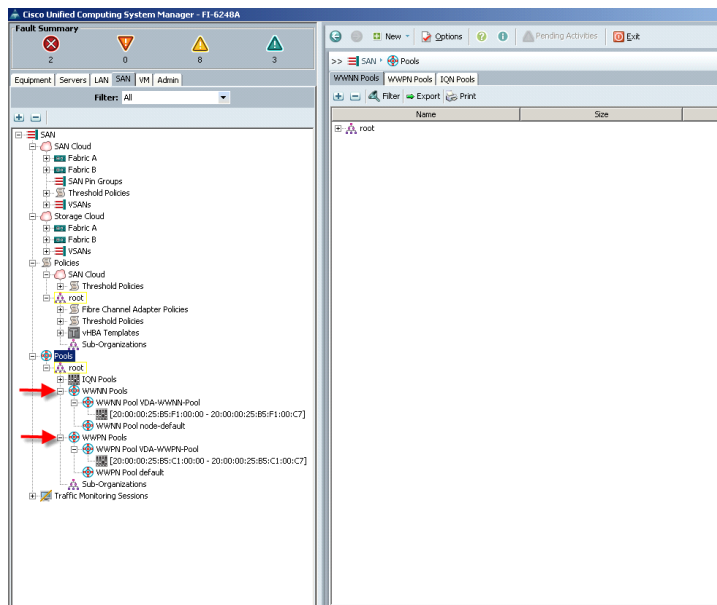 Cisco Unified Computing System Manager - FI-6248A
Fault Summary
2 0 8 3
Equipment Servers LAN SAN VM Admin
Filter: All
SAN
SAN Cloud
Fabric A
Fabric B
SAN Pin Groups
Threshold Policies
VSANs
Storage Cloud
Fabric A
Fabric B
VSANs
Policies
SAN Cloud
Threshold Policies
root
Fibre Channel Adapter Policies
Threshold Policies
vHBA Templates
Sub-Organizations
Pools
root
IQN Pools
WWNN Pools
WWNN Pool VDA-WWNN-Pool
[20:00:00:25:B5:F1:00:00 - 20:00:00:25:B5:F1:00:C7]
WWNN Pool node-default
WWPN Pools
WWPN Pool VDA-WWPN-Pool
[20:00:00:25:B5:C1:00:00 - 20:00:00:25:B5:C1:00:C7]
WWPN Pool default
Sub-Organizations
Traffic Monitoring Sessions
New Options Pending Activities Exit
>> SAN Pools
WWNN Pools WWPN Pools IQN Pools
Filter Export Print
Name Size
root